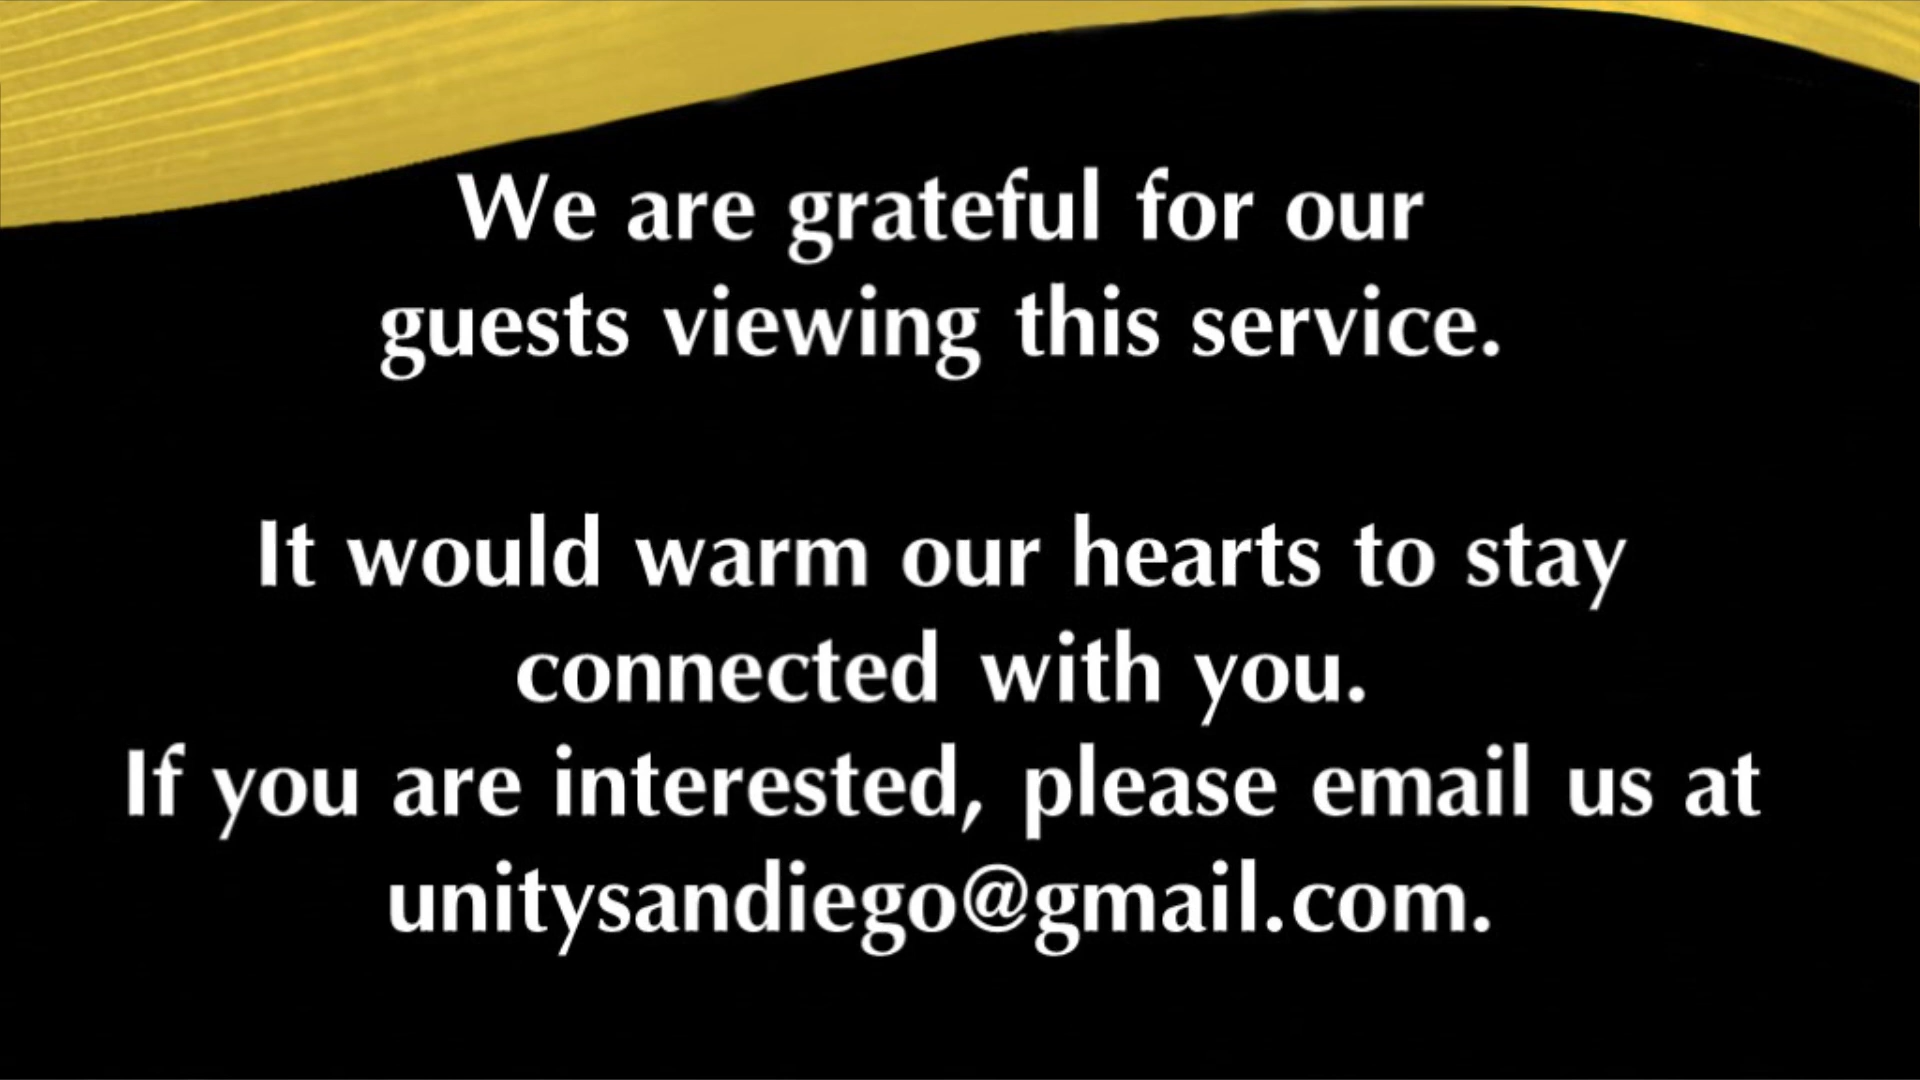 We are grateful for our
guests viewing this service.
It would warm our hearts to stay
connected with you.
If you are interested, please email us at
unitysandiego@gmail.com.